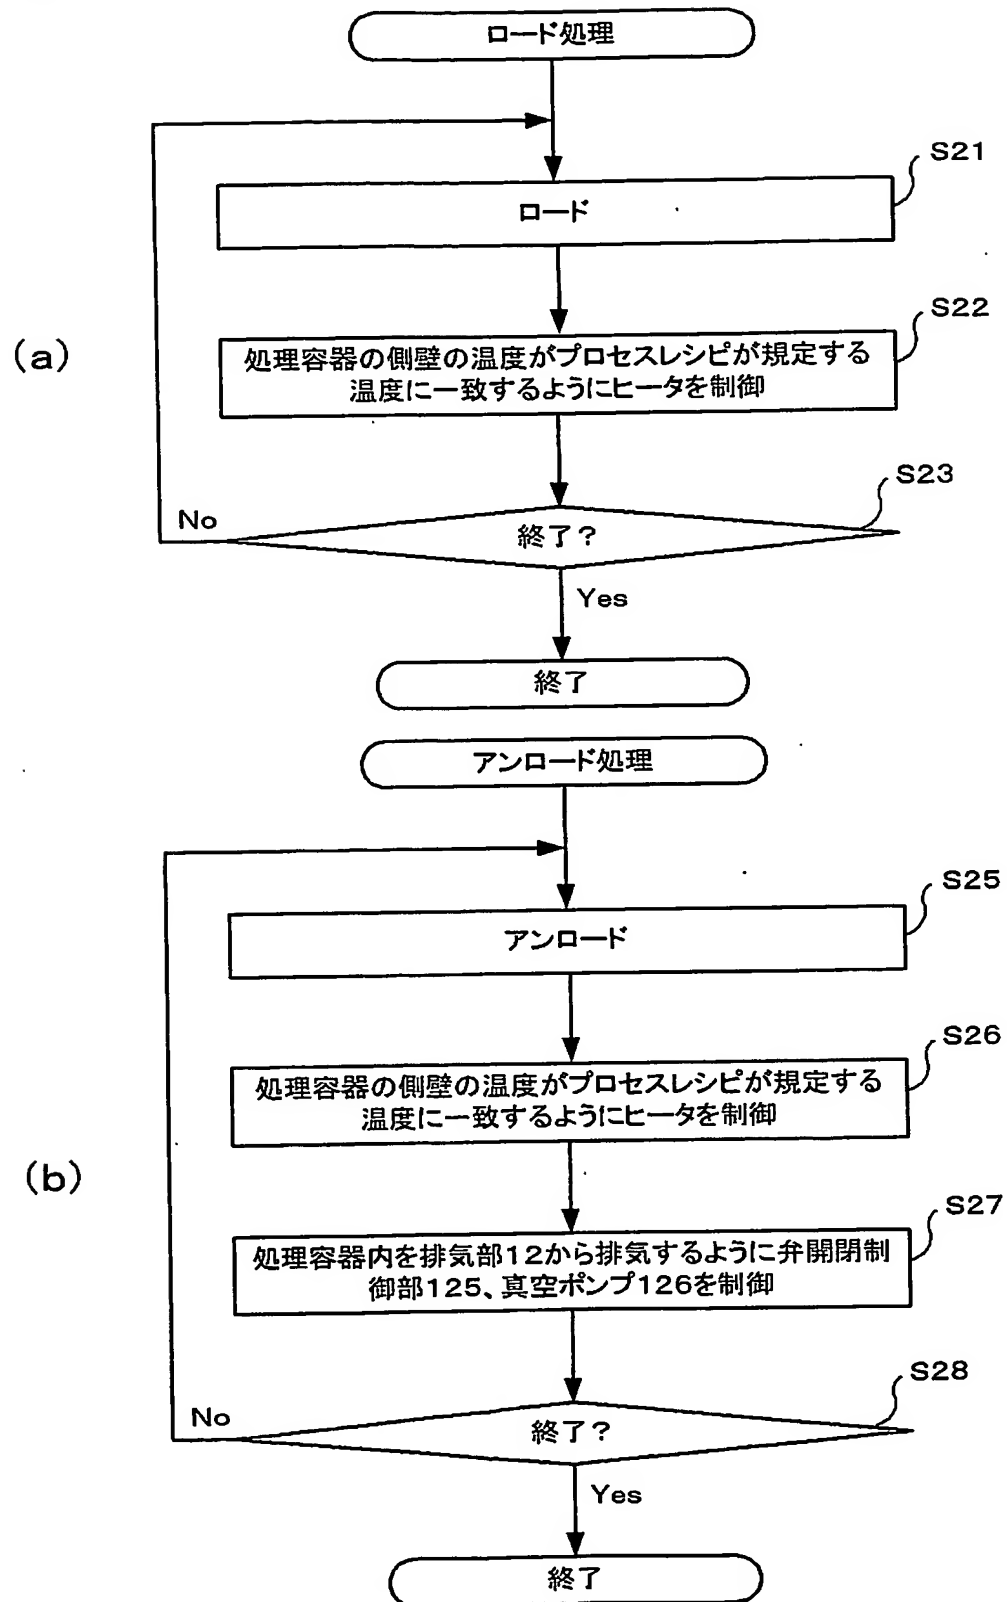 ロード処理
S21
ロード
S22
(a)
処理容器の側壁の温度がプロセスレシピが規定する
温度に一致するようにヒータを制御
S23
No
終了?
Yes
終了
アンロード処理
S25
アンロード
S26
処理容器の側壁の温度がプロセスレシピが規定する
温度に一致するようにヒータを制御
(b)
S27
処理容器内を排気部12から排気するように弁開閉制
御部125、真空ポンプ126を制御
S28
No
終了?
Yes
終了